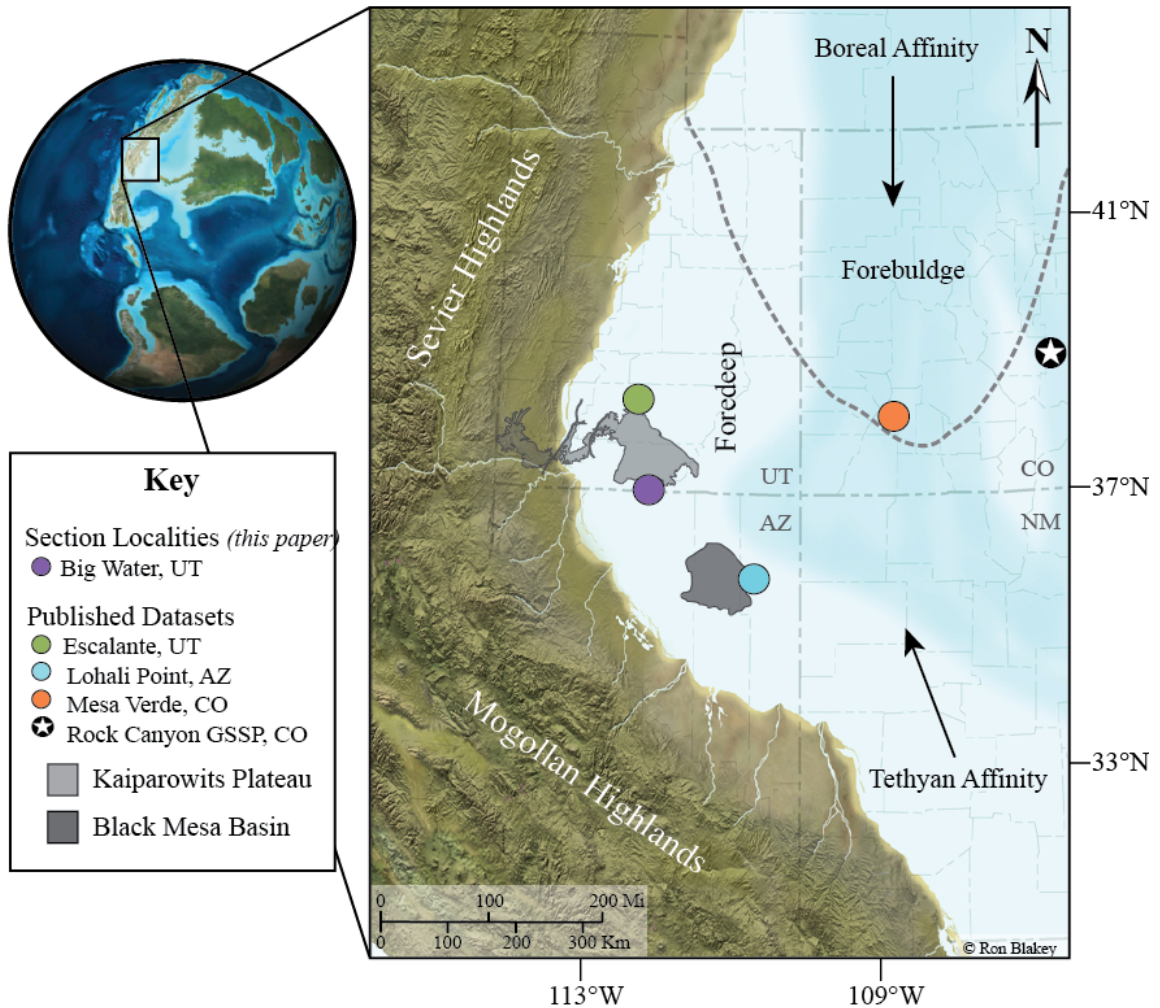 Boreal Affinity
N
41°N
Forebuldge
Sevier Highlands
Foredeep
UT
CO
37°N
AZ
NM
Key
Section Localities (this paper)
Big Water, UT
Published Datasets
Escalante, UT
Lohali Point, AZ
Mesa Verde, CO
Rock Canyon GSSP, CO
Kaiparowits Plateau
Black Mesa Basin
Mogollan Highlands
33°N
Tethyan Affinity
0 100 200 Mi
0 100 200 300 Km
© Ron Blakey
113°W
109°W